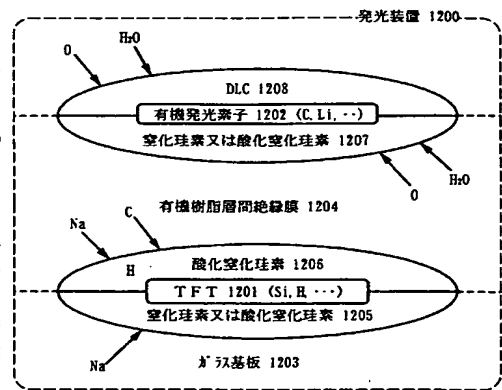 発光装置 1200
H₂O
O
DLC 1208
有機発光素子 1202 (C, Li, ‥)
窒化珪素又は酸化窒化珪素 1207
H₂O
O
有機樹脂層間絶縁膜 1204
C
Na
H 酸化窒化珪素 1206
TFT 1201 (Si, H, ‥‥)
窒化珪素又は酸化窒化珪素 1205
Na
ガラス基板 1203